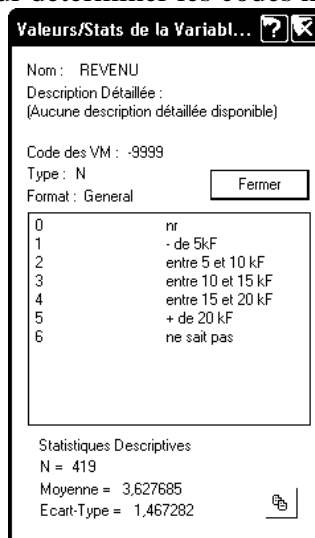 Valeurs/Stats de la Variabl...
Nom : REVENU
Description Détaillée :
(Aucune description détaillée disponible)
Code des VM : -9999
Type : N
Format : General
Fermer
0 nr
1 - de 5kF
2 entre 5 et 10 kF
3 entre 10 et 15 kF
4 entre 15 et 20 kF
5 + de 20 kF
6 ne sait pas
Statistiques Descriptives
N = 419
Moyenne = 3,627685
Ecart-Type = 1,467282